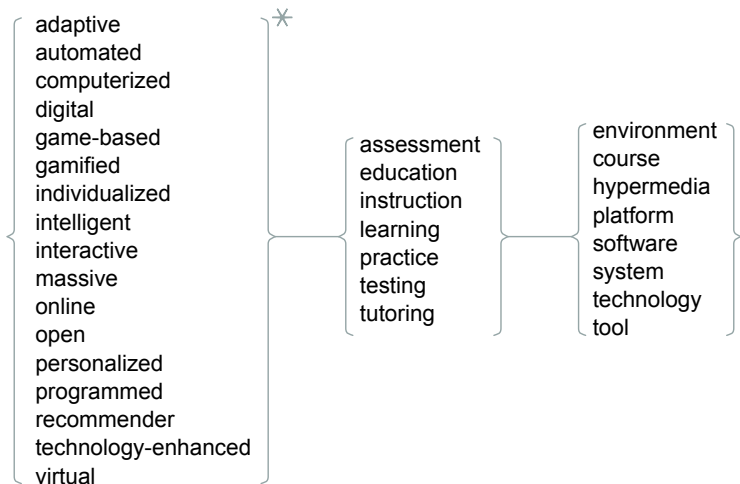 adaptive
automated
computerized
digital
game-based
gamified
individualized
intelligent
interactive
massive
online
open
personalized
programmed
recommender
technology-enhanced
virtual
assessment
education
instruction
learning
practice
testing
tutoring
environment
course
hypermedia
platform
software
system
technology
tool